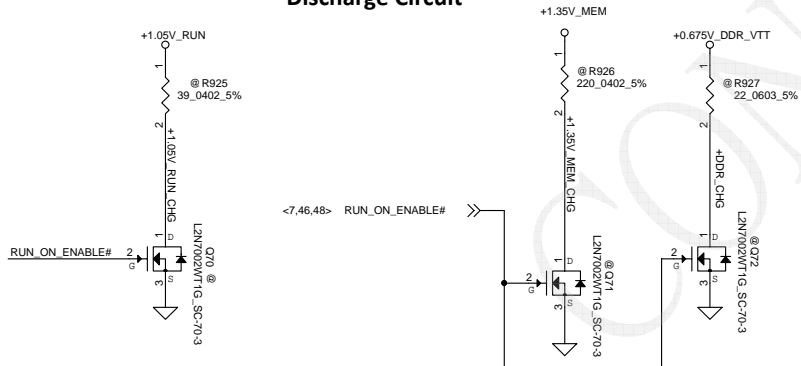 Discharge Circuit
+1.05V_RUN
1
@ R925
39_0402_5%
2
+1.05V_RUN_CHG
RUN_ON_ENABLE#
2
G
1
D
3
S
Q70 @
L2N7002WT1G_SC-70-3
+1.35V_MEM
1
@ R926
220_0402_5%
2
+1.35V_MEM_CHG
<7,46,48> RUN_ON_ENABLE#
2
G
1
D
3
S
@ Q71
L2N7002WT1G_SC-70-3
+0.675V_DDR_VTT
1
@ R927
22_0603_5%
2
+DDR_CHG
2
G
1
D
3
S
@ Q72
L2N7002WT1G_SC-70-3
CON